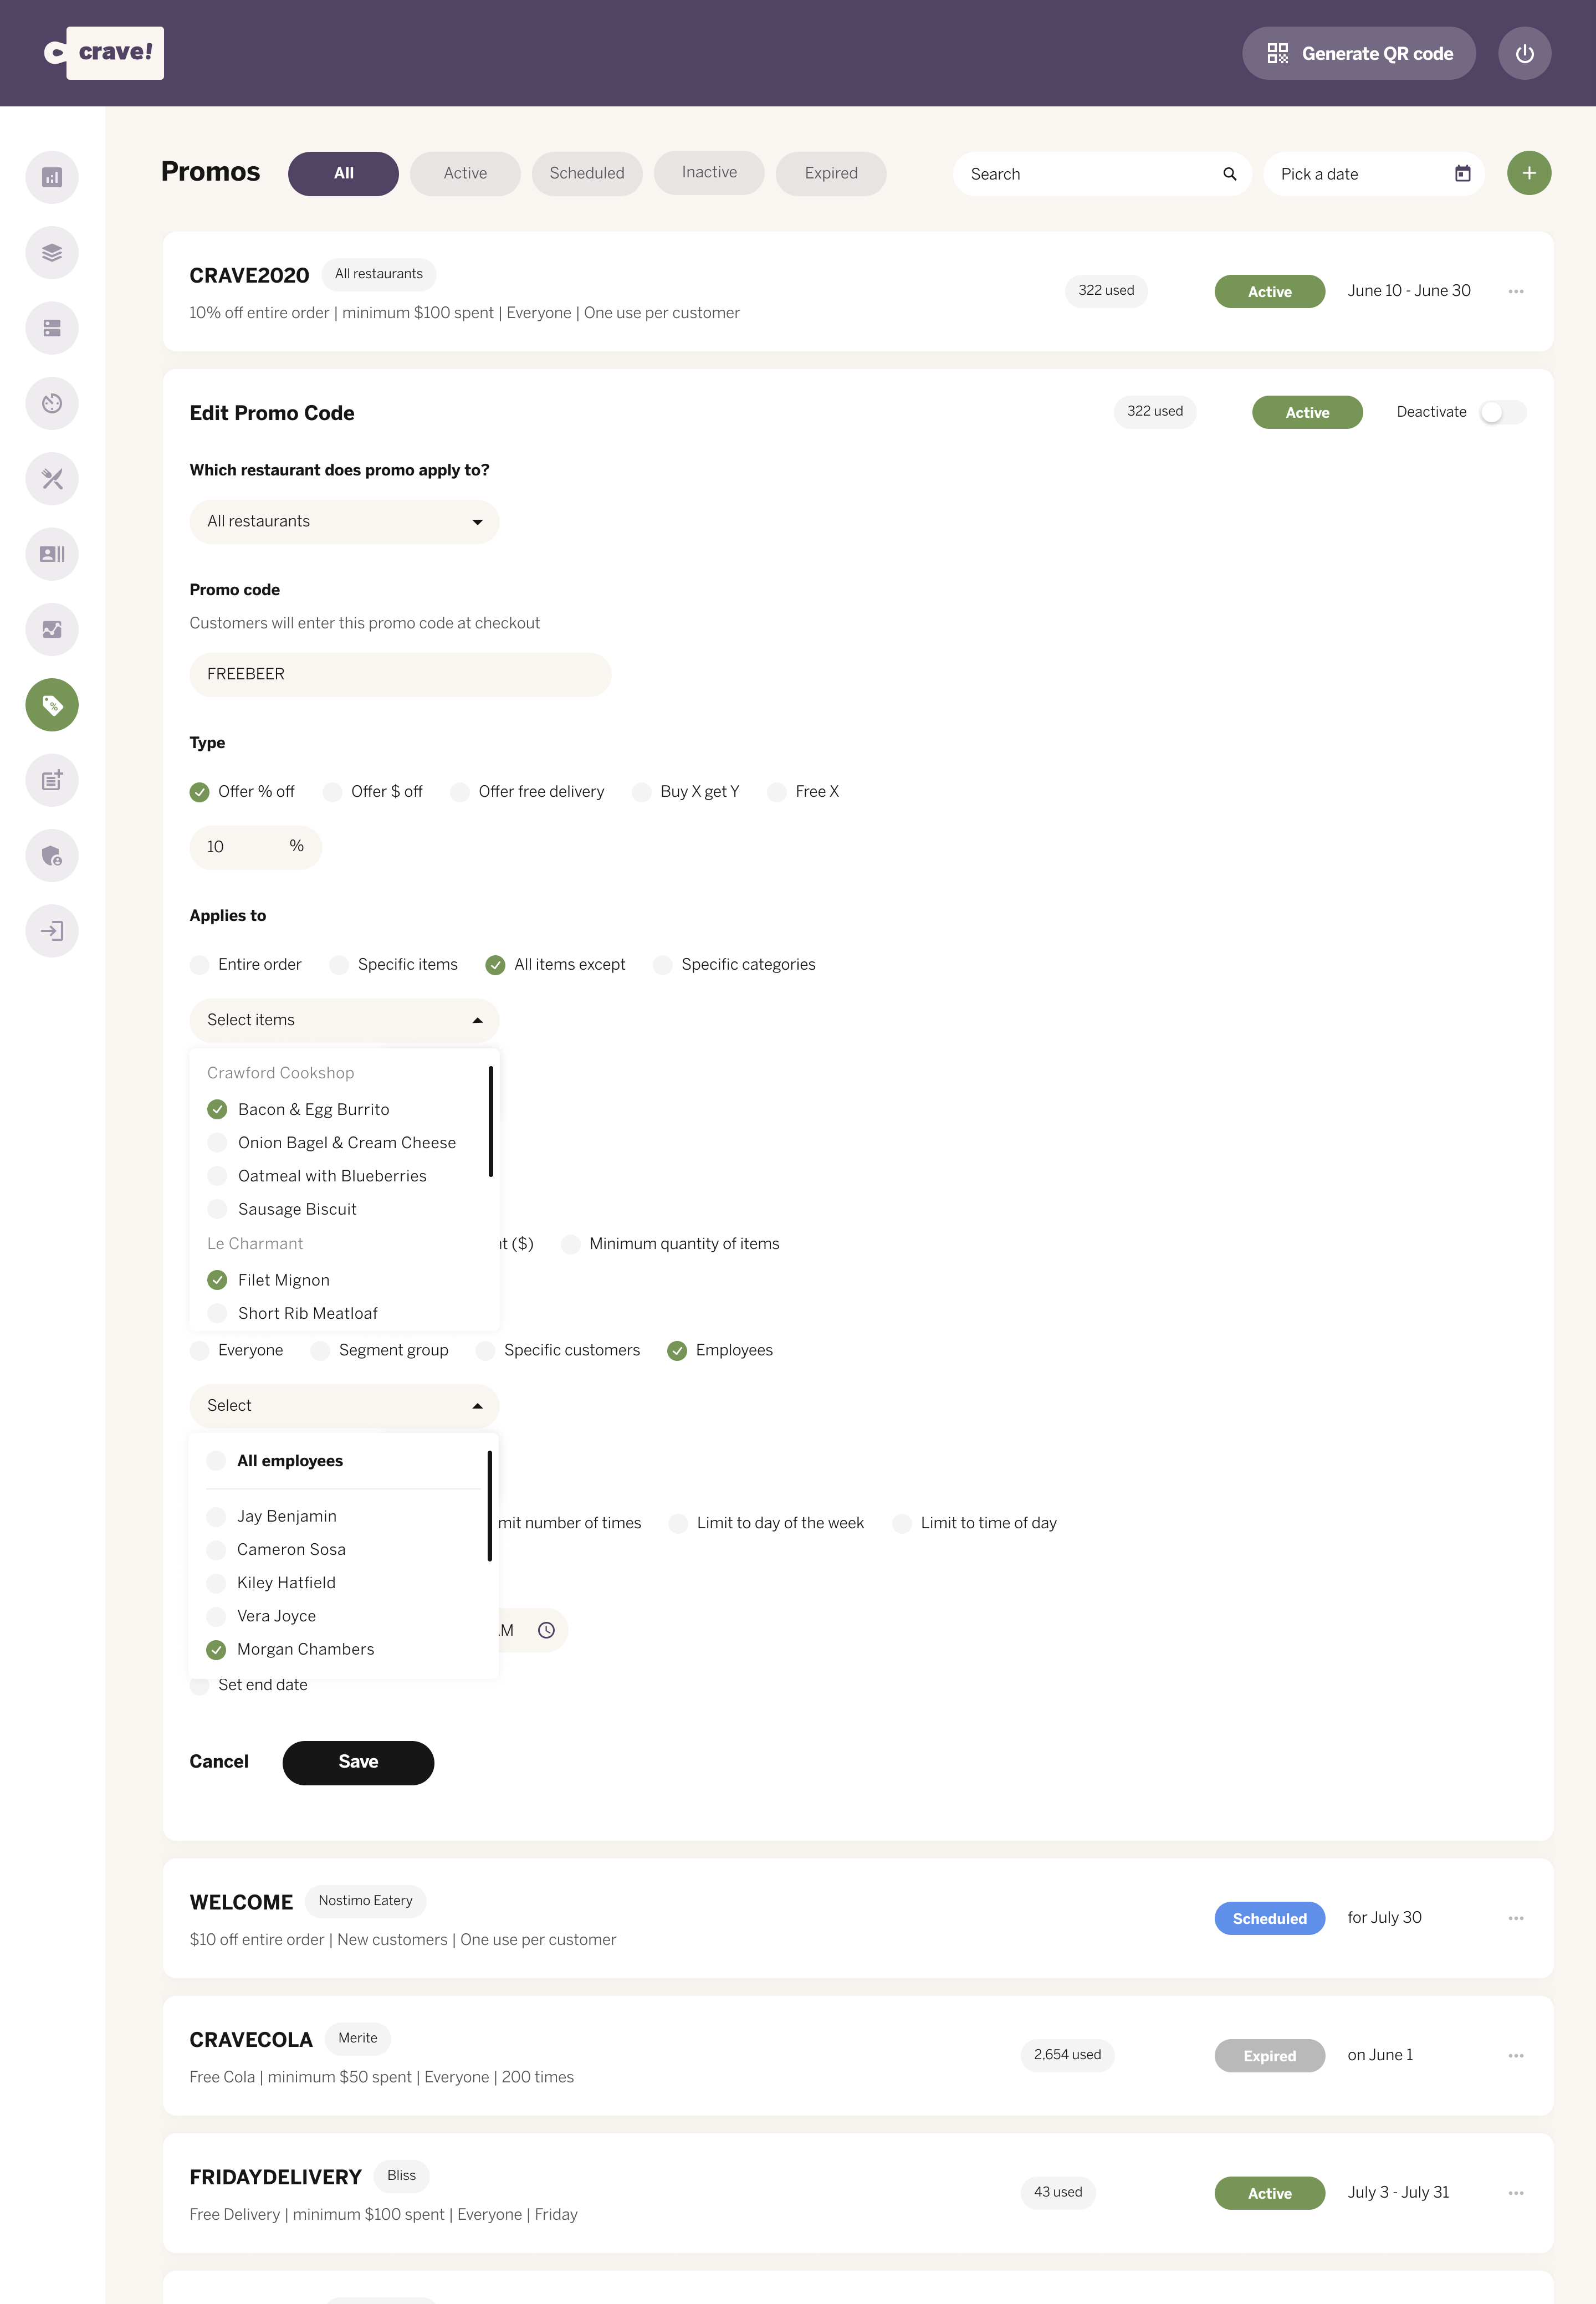 crave!
Generate QR code
Promos
All
Active
Scheduled
Inactive
Expired
Search
Pick a date
CRAVE2020 All restaurants
322 used
Active
June 10 - June 30
10% off entire order | minimum $100 spent | Everyone | One use per customer
Edit Promo Code
322 used
Active
Deactivate
Which restaurant does promo apply to?
All restaurants
Promo code
Customers will enter this promo code at checkout
FREEBEER
Type
Offer % off
Offer $ off
Offer free delivery
Buy X get Y
Free X
10 %
Applies to
Entire order
Specific items
All items except
Specific categories
Select items
Crawford Cookshop
Bacon & Egg Burrito
Onion Bagel & Cream Cheese
Oatmeal with Blueberries
Sausage Biscuit
Le Charmant
($)
Minimum quantity of items
Filet Mignon
Short Rib Meatloaf
Everyone
Segment group
Specific customers
Employees
Select
All employees
Jay Benjamin
number of times
Limit to day of the week
Limit to time of day
Cameron Sosa
Kiley Hatfield
Vera Joyce
Morgan Chambers
Set end date
Cancel
Save
WELCOME Nostimo Eatery
Scheduled
for July 30
$10 off entire order | New customers | One use per customer
CRAVECOLA Merite
2,654 used
Expired
on June 1
Free Cola | minimum $50 spent | Everyone | 200 times
FRIDAYDELIVERY Bliss
43 used
Active
July 3 - July 31
Free Delivery | minimum $100 spent | Everyone | Friday